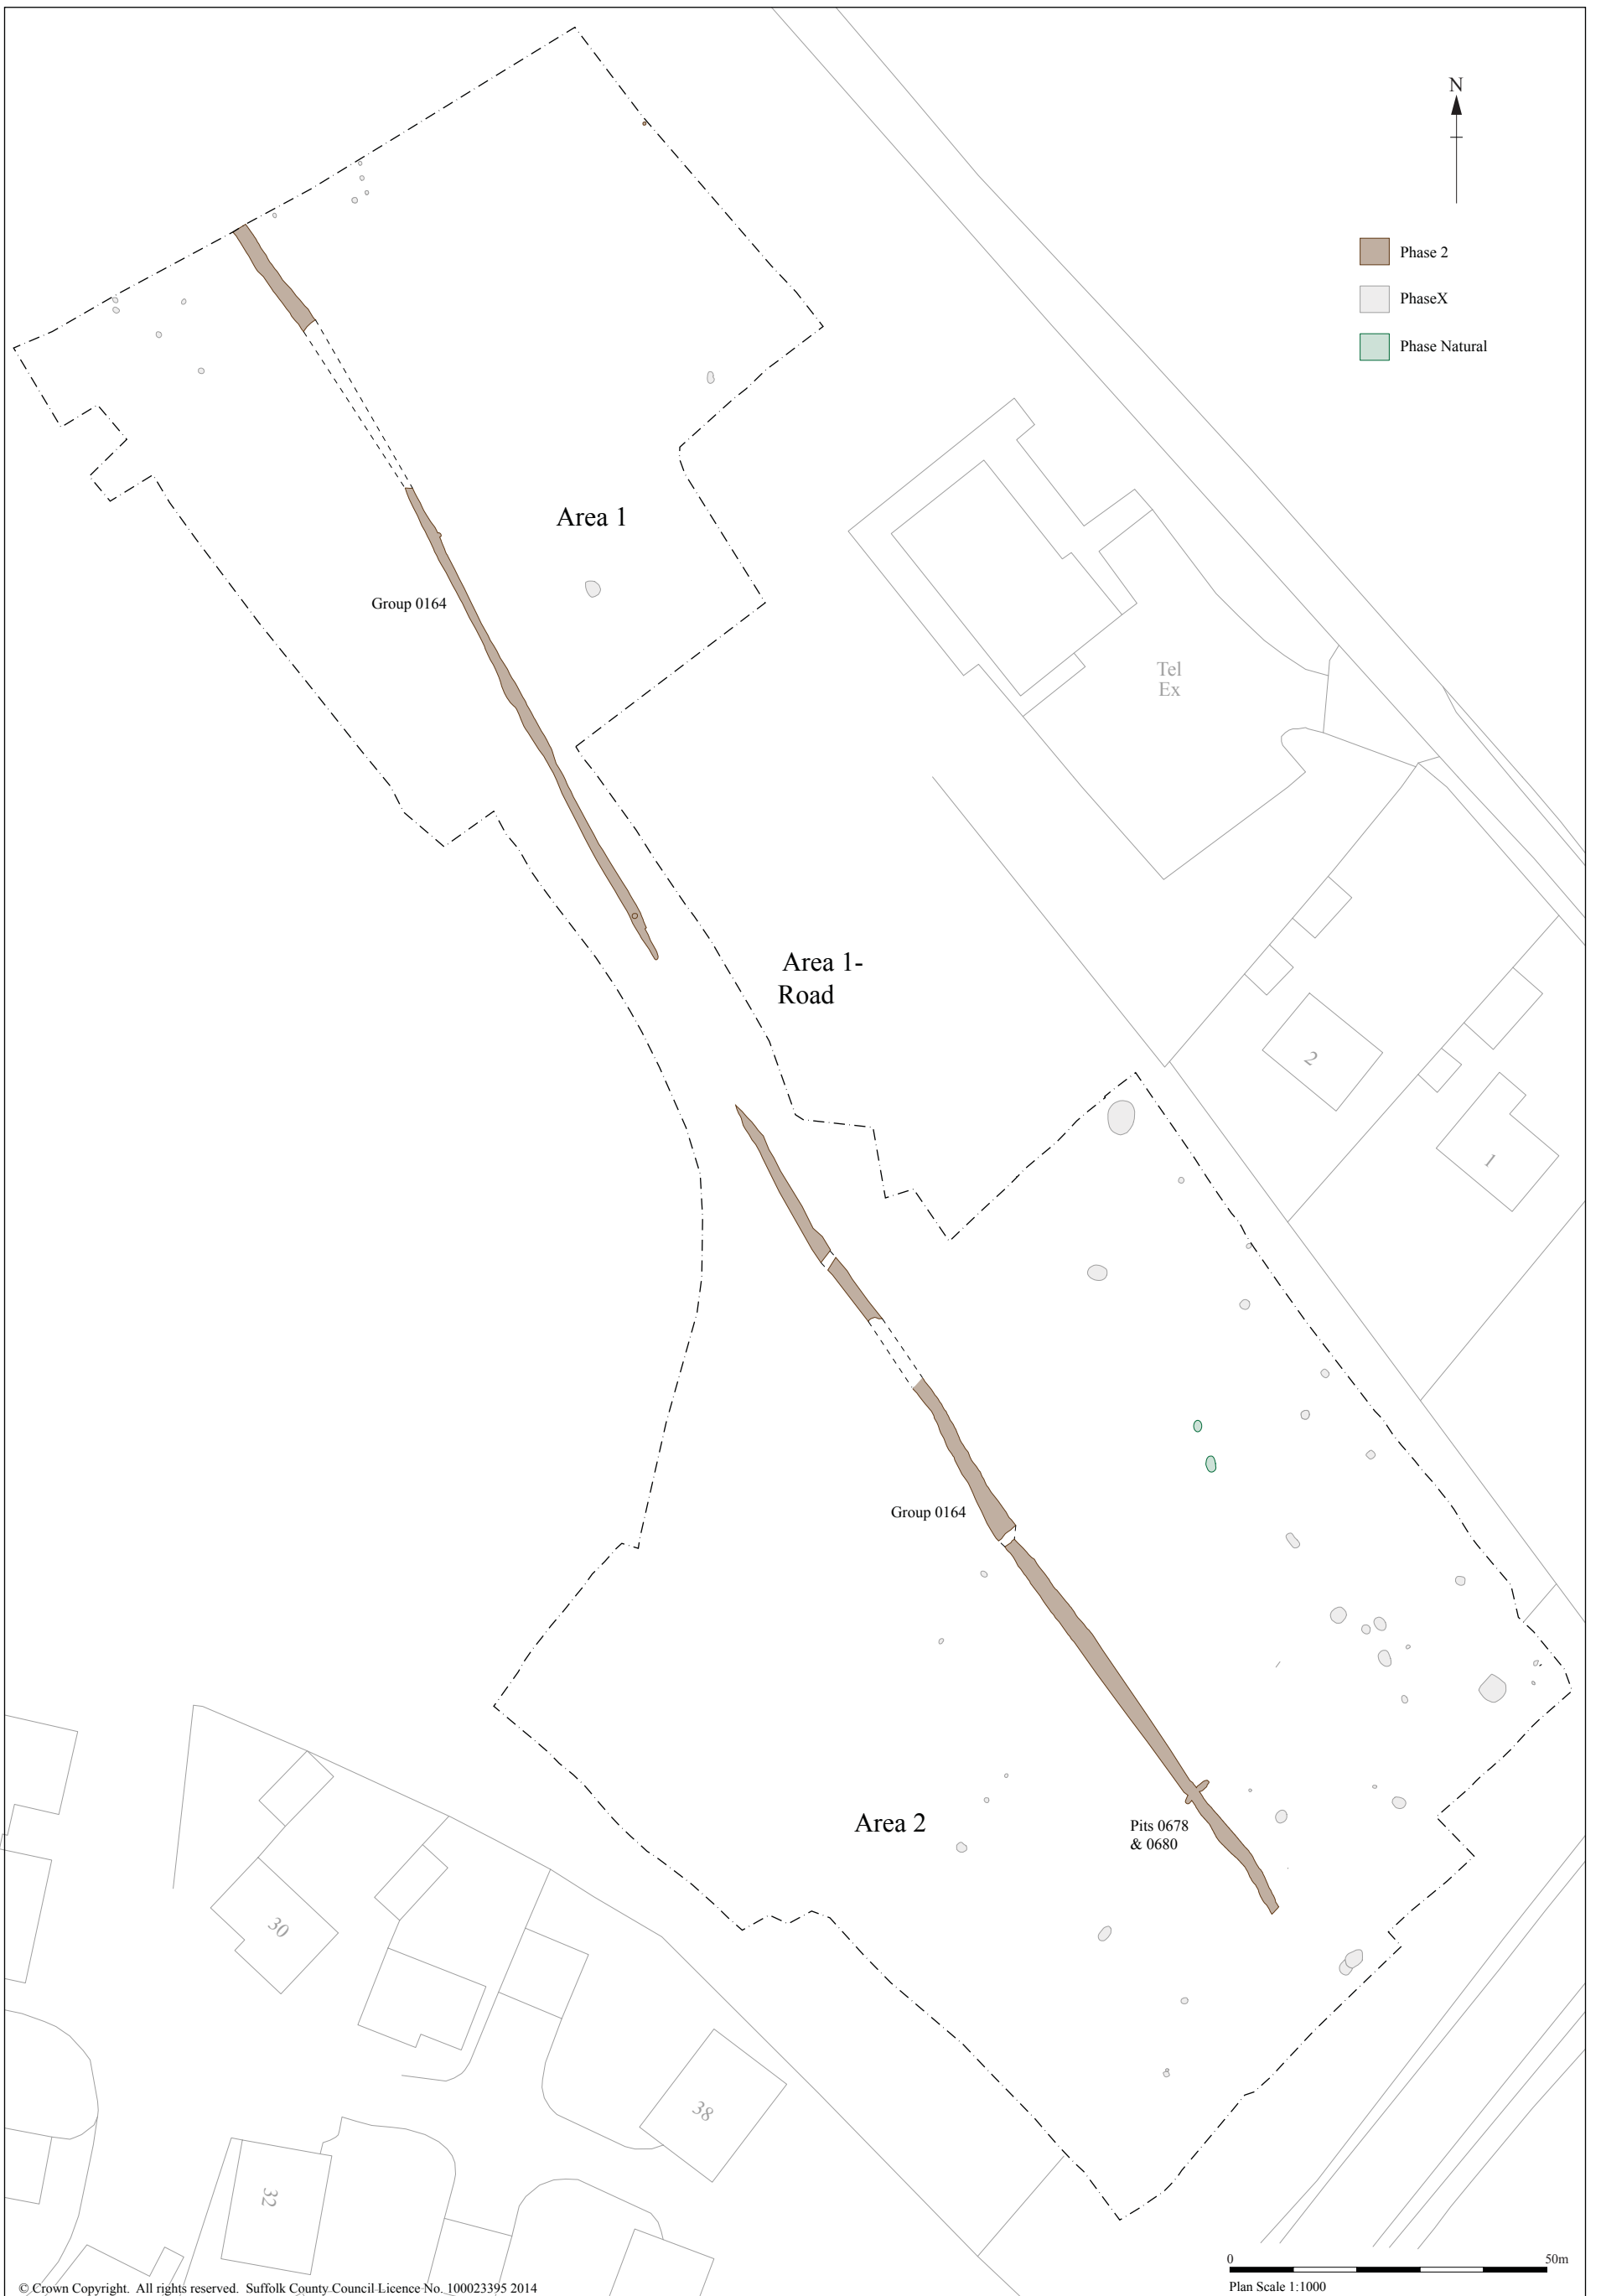 N
Phase 2
PhaseX
Phase Natural
Area 1
Group 0164
Tel
Ex
Area 1-
Road
2
1
Group 0164
Area 2
Pits 0678
& 0680
30
38
32
0 50m
Plan Scale 1:1000
© Crown Copyright. All rights reserved. Suffolk County Council Licence No. 100023395 2014